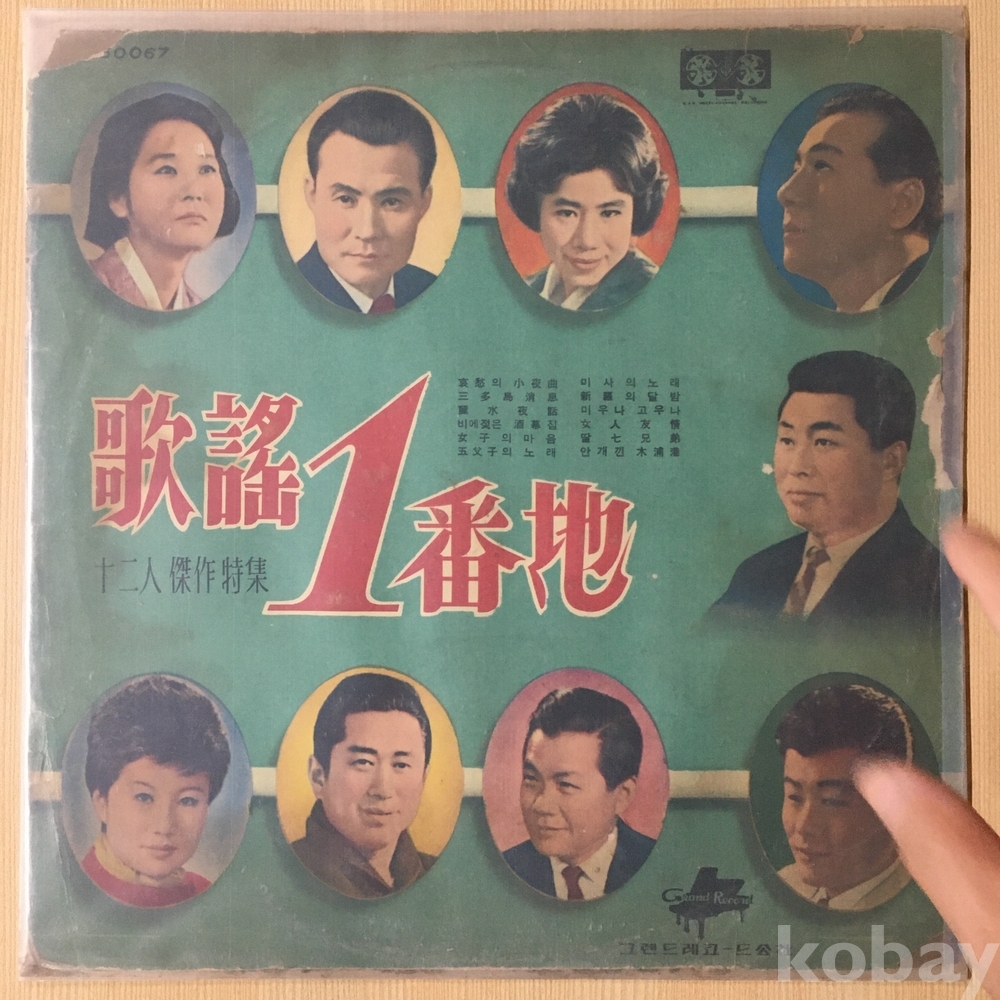 50067
哀愁의 小夜曲 미사의 노래
三多島消息 新羅의 달밤
麗水夜話 미우나 고우나
비에젖은 酒幕집 女人友情
女子의 마음 딸七兄弟
五父子의 노래 안개낀 木浦港
歌謠1番地
十二人 傑作特集
Grand Record
그랜드레코-드公社
kobay